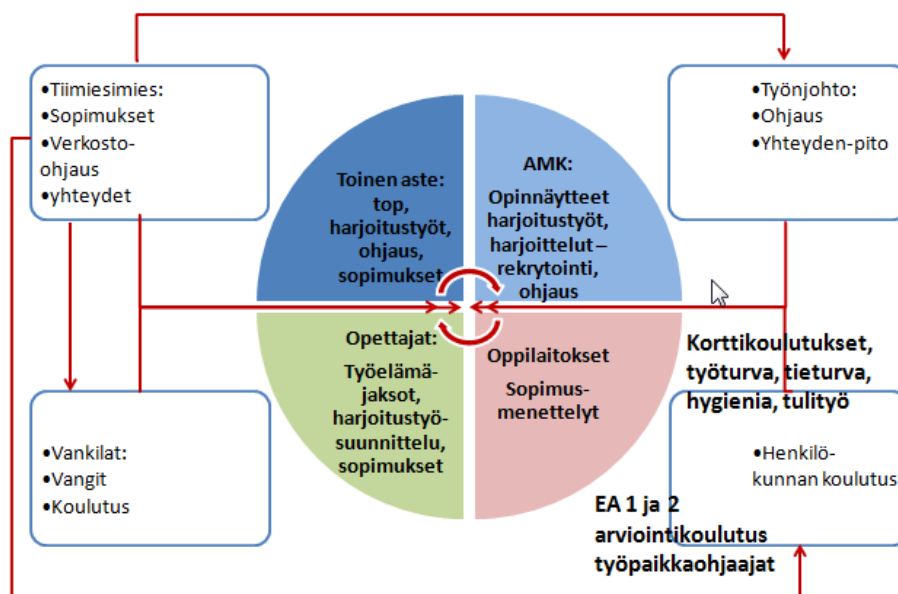 •Tiimiesimies:
•Sopimukset
•Verkosto-
ohjaus
•yhteydet
Toinen aste:
top,
harjoitustyöt,
ohjaus,
sopimukset
AMK:
Opinnäytteet
harjoitustyöt,
harjoittelut –
rekrytointi,
ohjaus
•Työnjohto:
•Ohjaus
•Yhteyden-pito
•Vankilat:
•Vangit
•Koulutus
Opettajat:
Työelämä-
jaksot,
harjoitustyö-
suunnittelu,
sopimukset
Oppilaitokset
Sopimus-
menettelyt
Korttikoulutukset,
työturva, tieturva,
hygienia, tulityö
•Henkilö-
kunnan koulutus
EA 1 ja 2
arviointikoulutus
työpaikkaohjaajat